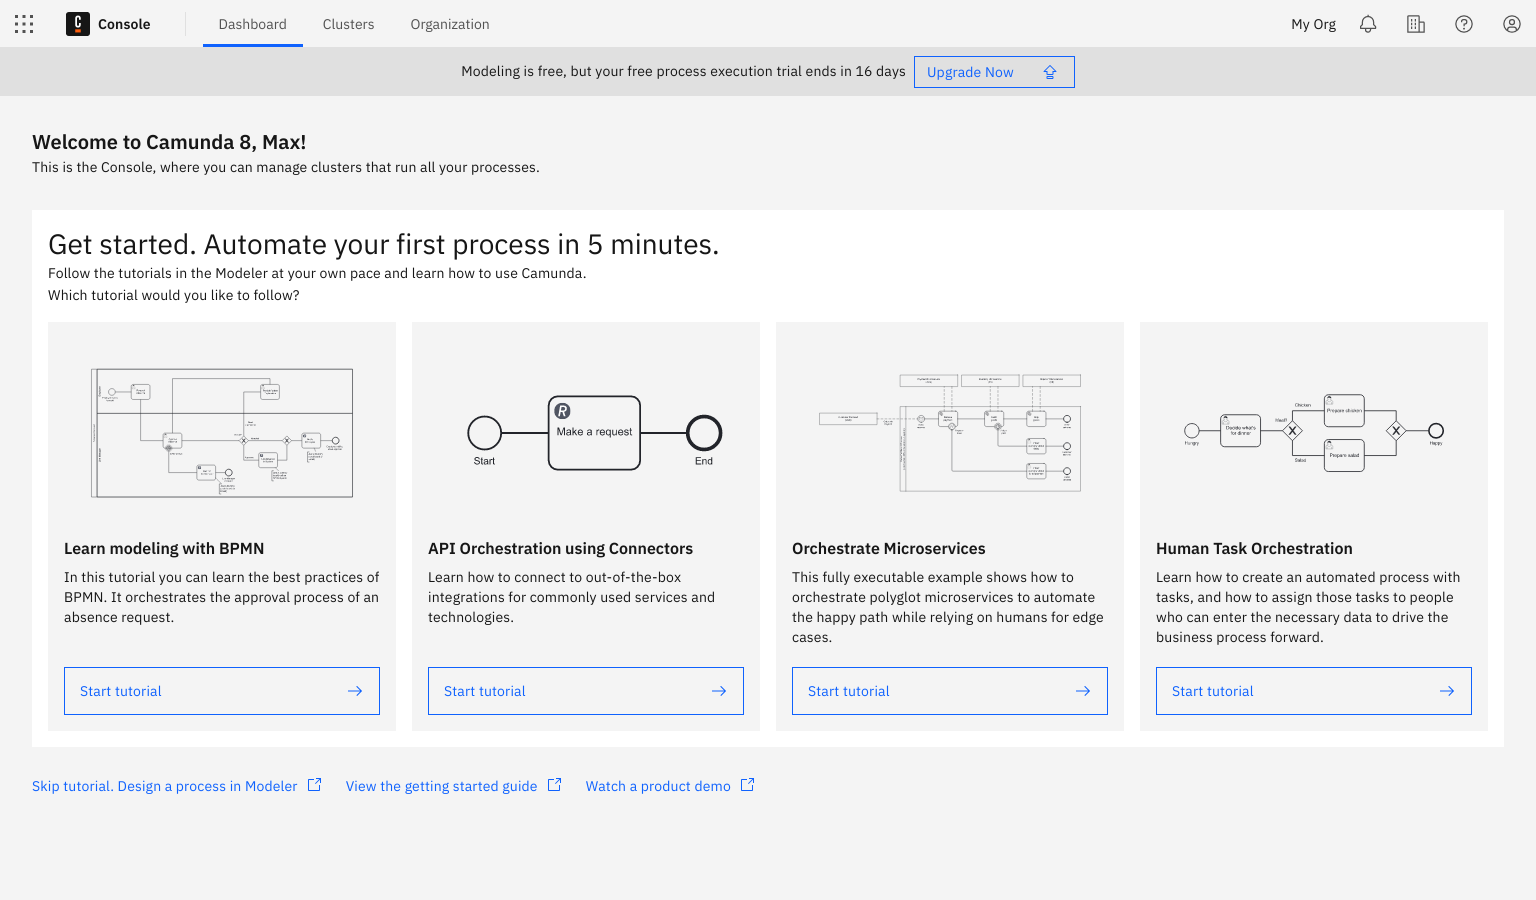 Console
Dashboard
Clusters
Organization
My Org
Modeling is free, but your free process execution trial ends in 16 days
Upgrade Now
Welcome to Camunda 8, Max!
This is the Console, where you can manage clusters that run all your processes.
Get started. Automate your first process in 5 minutes.
Follow the tutorials in the Modeler at your own pace and learn how to use Camunda.
Which tutorial would you like to follow?
R
Make a request
Start
End
Chicken
Meal?
Prepare chicken
Decide what's
for dinner
Hungry
Salad
Prepare salad
Happy
Learn modeling with BPMN
In this tutorial you can learn the best practices of
BPMN. It orchestrates the approval process of an
absence request.
Start tutorial
API Orchestration using Connectors
Learn how to connect to out-of-the-box
integrations for commonly used services and
technologies.
Start tutorial
Orchestrate Microservices
This fully executable example shows how to
orchestrate polyglot microservices to automate
the happy path while relying on humans for edge
cases.
Start tutorial
Human Task Orchestration
Learn how to create an automated process with
tasks, and how to assign those tasks to people
who can enter the necessary data to drive the
business process forward.
Start tutorial
Skip tutorial. Design a process in Modeler
View the getting started guide
Watch a product demo